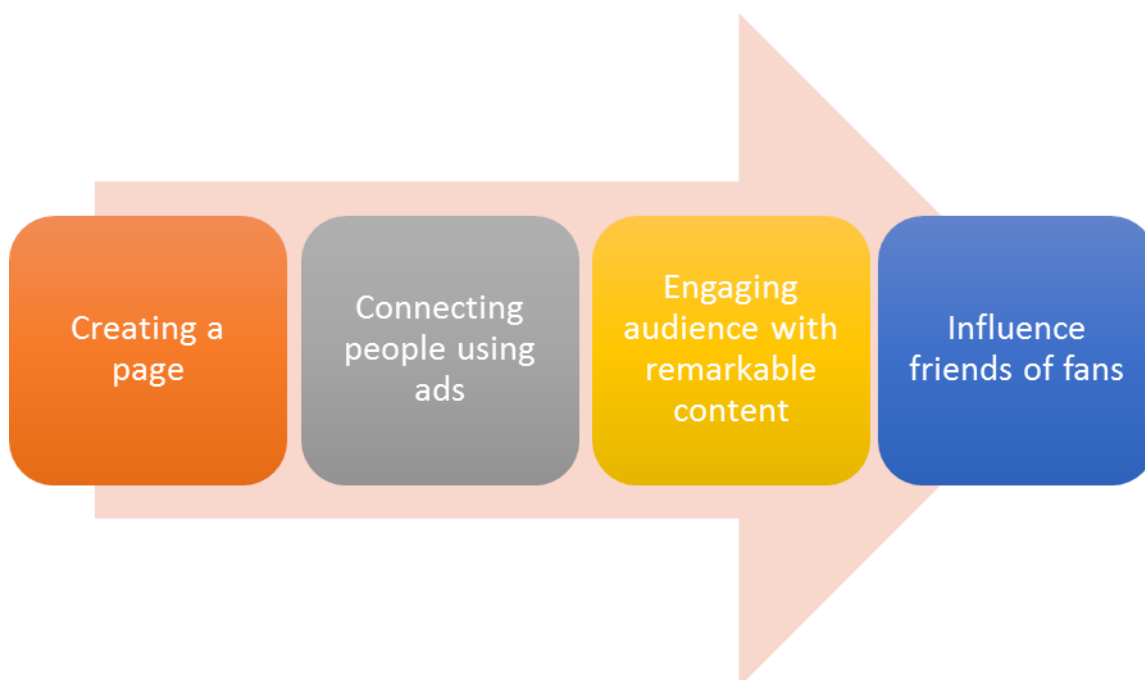 Creating a
page
Connecting
people using
ads
Engaging
audience with
remarkable
content
Influence
friends of fans